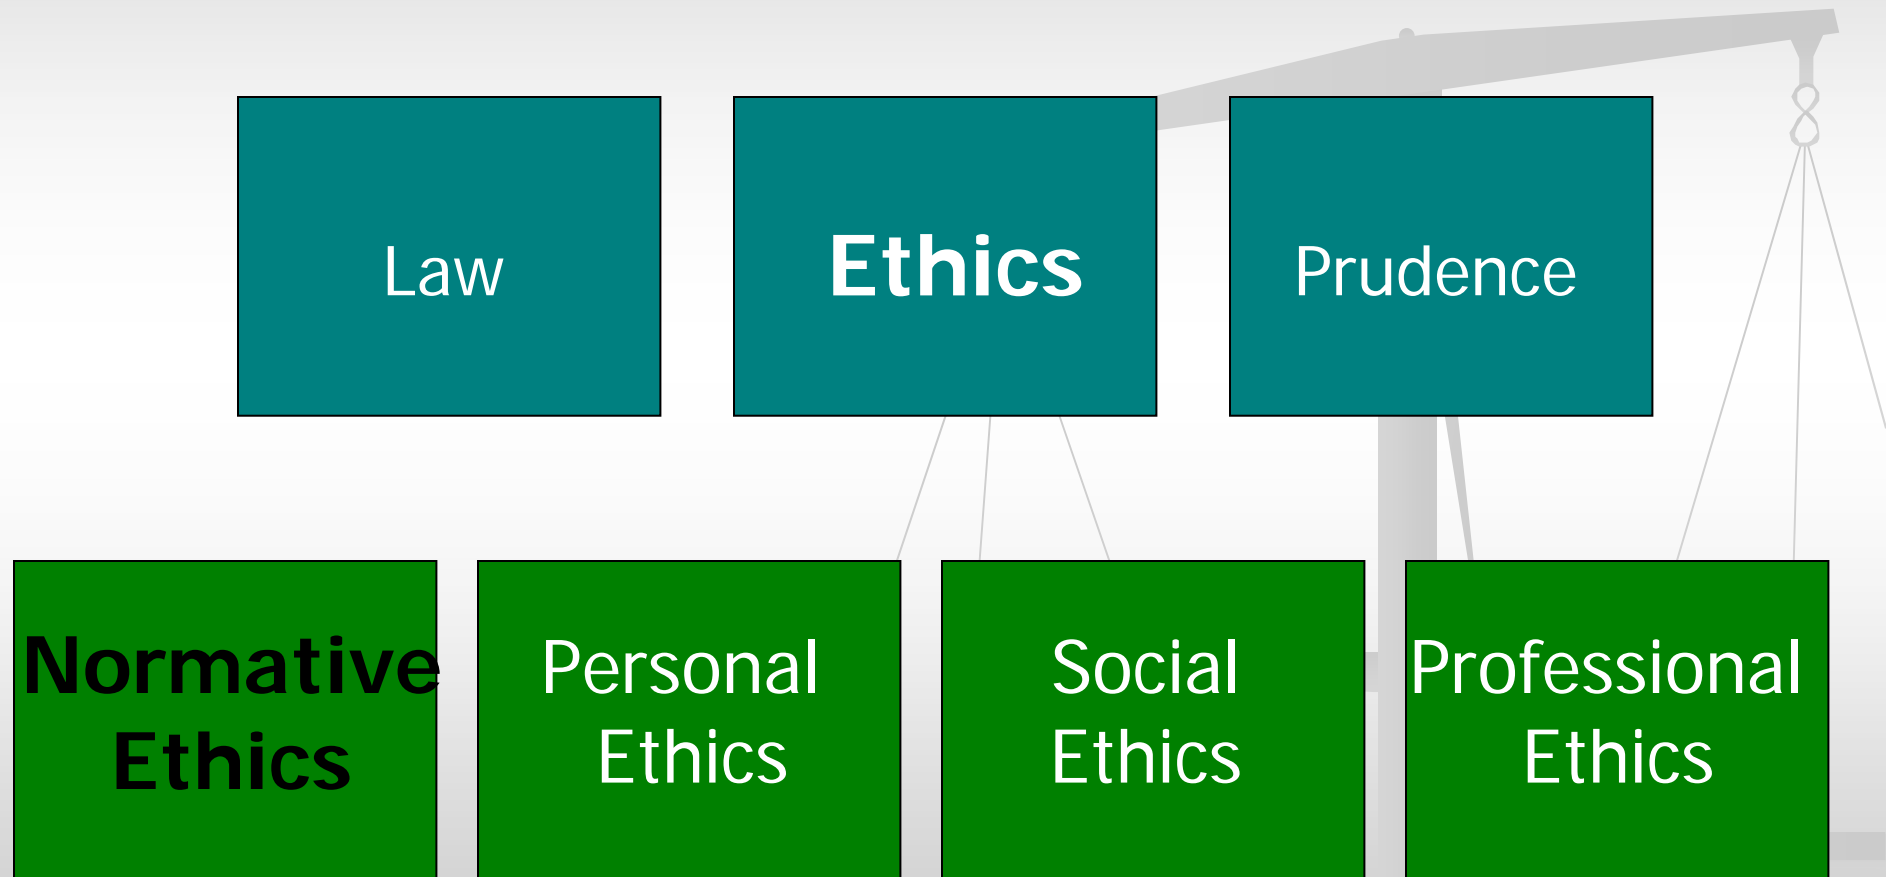 Law
Ethics
Prudence
Normative
Ethics
Personal
Ethics
Social
Ethics
Professional
Ethics